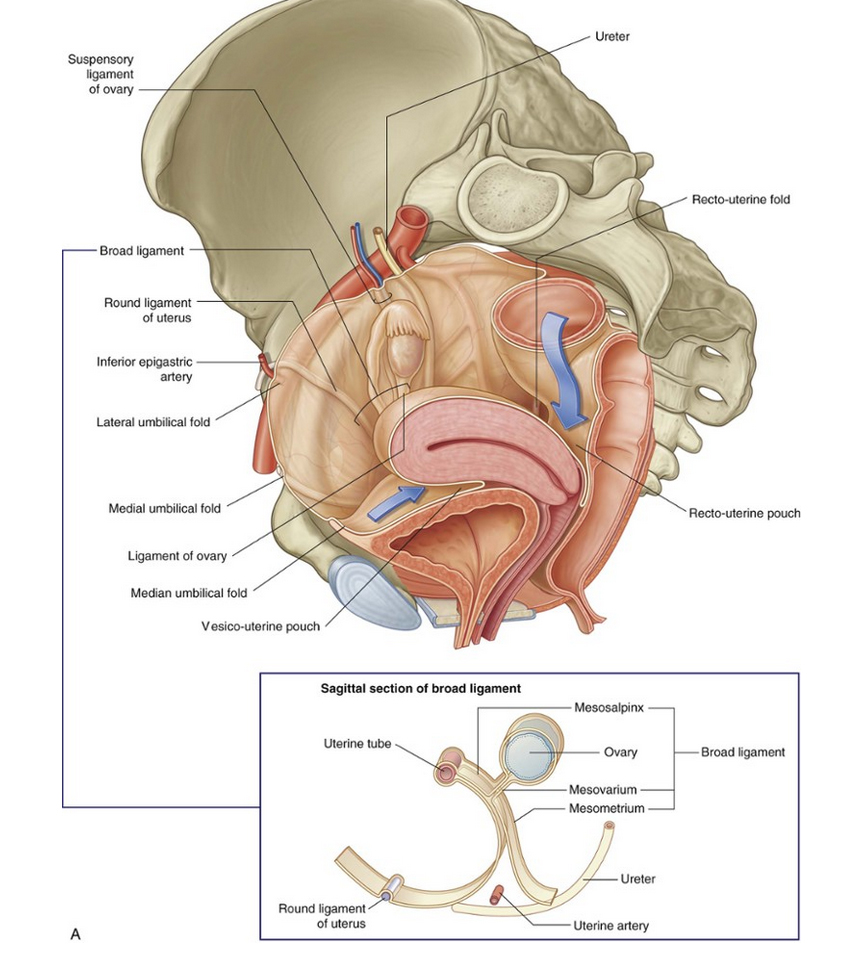 Ureter
Suspensory
ligament
of ovary
Recto-uterine fold
Broad ligament
Round ligament
of uterus
Inferior epigastric
artery
Lateral umbilical fold
Medial umbilical fold
Recto-uterine pouch
Ligament of ovary
Median umbilical fold
Vesico-uterine pouch
Sagittal section of broad ligament
Mesosalpinx
Uterine tube
Ovary
Broad ligament
Mesovarium
Mesometrium
Ureter
Round ligament
of uterus
Uterine artery
A